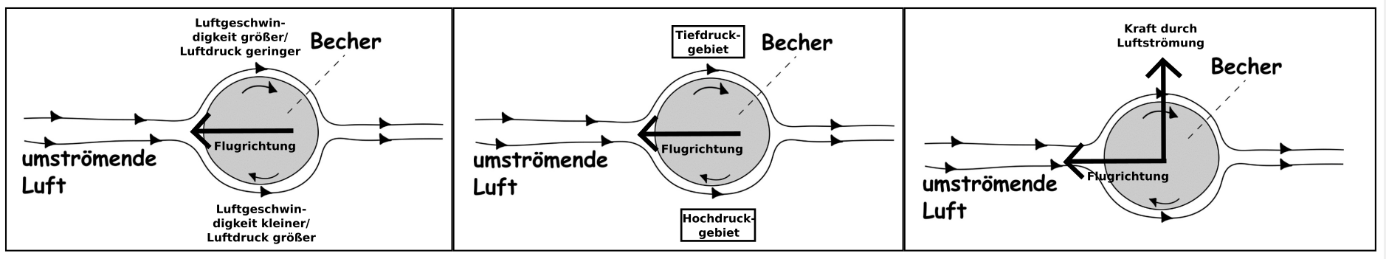 Luftgeschwin-
digkeit größer/
Luftdruck geringer
Becher
Flugrichtung
umströmende
Luft
Luftgeschwin-
digkeit kleiner/
Luftdruck größer
Tiefdruck-
gebiet
Becher
Flugrichtung
umströmende
Luft
Hochdruck-
gebiet
Kraft durch
Luftströmung
Becher
Flugrichtung
umströmende
Luft